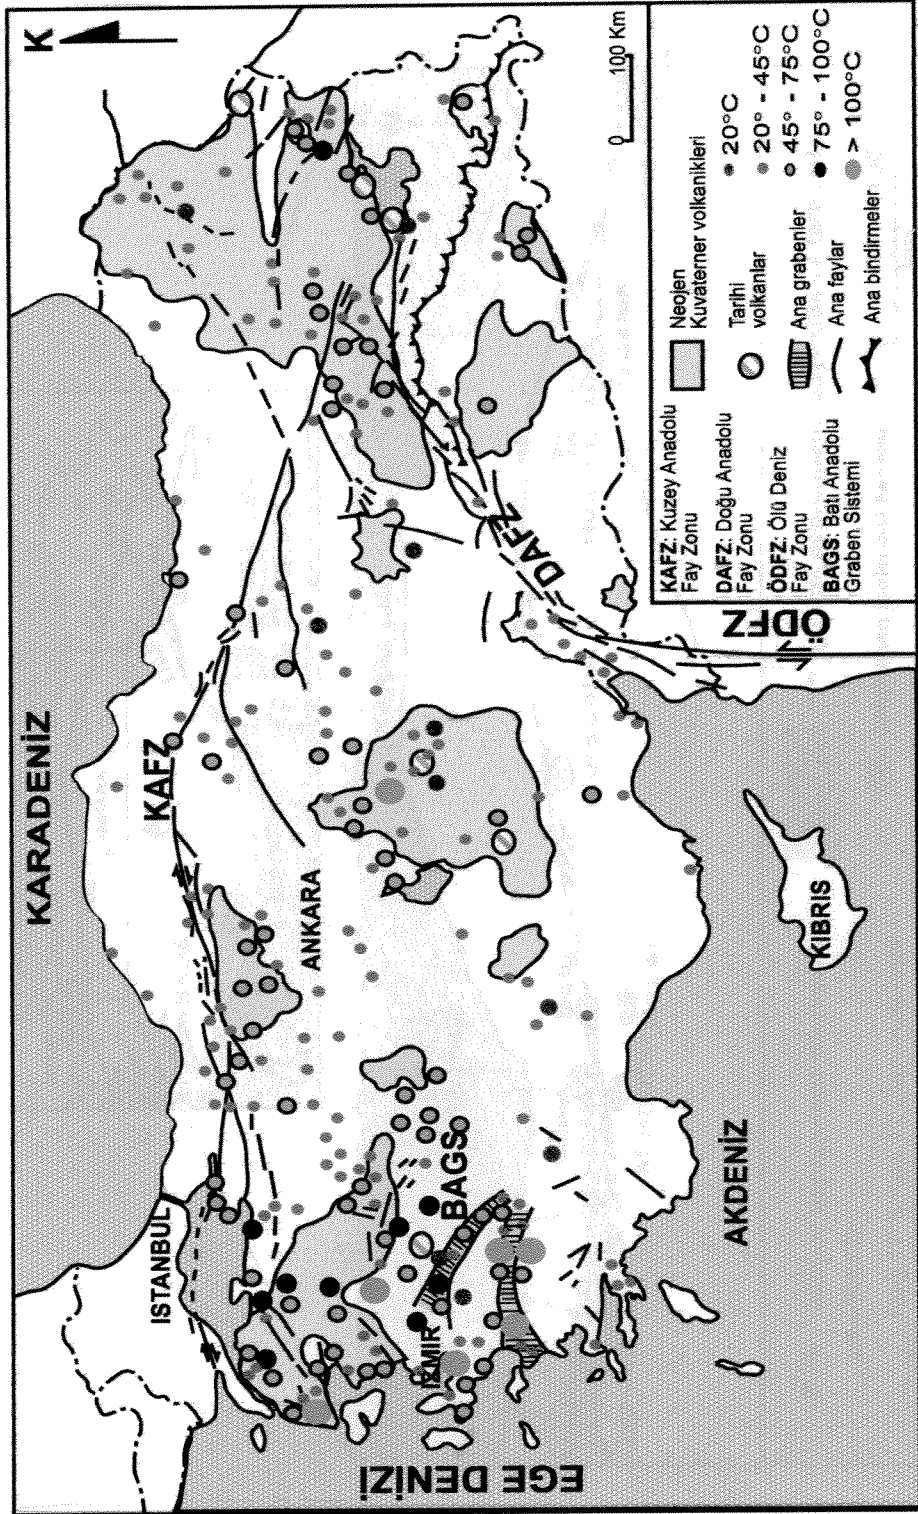 K
KARADENİZ
İSTANBUL
KAFZ
ANKARA
BAGS
İZMİR
EGE DENİZİ
AKDENİZ
KIBRIS
DAFZ
ÖDFZ
0 100 Km
KAFZ: Kuzey Anadolu
Fay Zonu
DAFZ: Doğu Anadolu
Fay Zonu
ÖDFZ: Ölü Deniz
Fay Zonu
BAGS: Batı Anadolu
Graben Sistemi
Neojen
Kuvaterner volkanikleri
Tarihi
volkanlar
Ana grabenler
Ana faylar
Ana bindirmeler
20°C
20° - 45°C
45° - 75°C
75° - 100°C
> 100°C